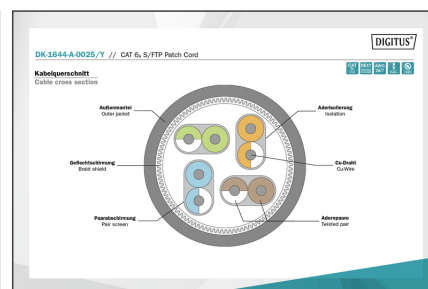 DIGITUS®
DK-1644-A-0025/Y // CAT 6A S/FTP Patch Cord
Kabelquerschnitt
Cable cross section
Außenmantel
Outer jacket
Aderisolierung
Isolation
Geflechtschirmung
Braid shield
Cu-Draht
Cu-Wire
Paarabschirmung
Pair screen
Adernpaare
Twisted pair